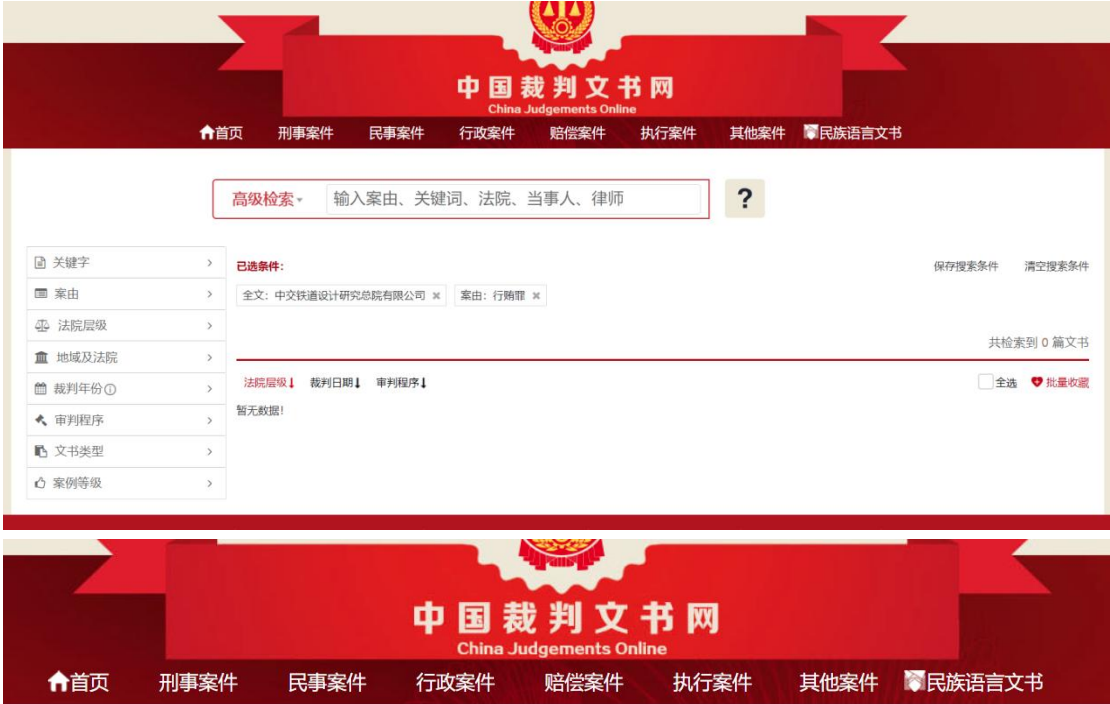 中国裁判文书网
China Judgements Online
首页 刑事案件 民事案件 行政案件 赔偿案件 执行案件 其他案件 民族语言文书
高级检索 输入案由、关键词、法院、当事人、律师 ?
关键字
案由
法院层级
地域及法院
裁判年份
审判程序
文书类型
案例等级
已选条件: 保存搜索条件 清空搜索条件
全文: 中交铁道设计研究总院有限公司 × 案由: 行贿罪 ×
共检索到 0 篇文书
法院层级 裁判日期 审判程序 全选 批量收藏
暂无数据!
中国裁判文书网
China Judgements Online
首页 刑事案件 民事案件 行政案件 赔偿案件 执行案件 其他案件 民族语言文书